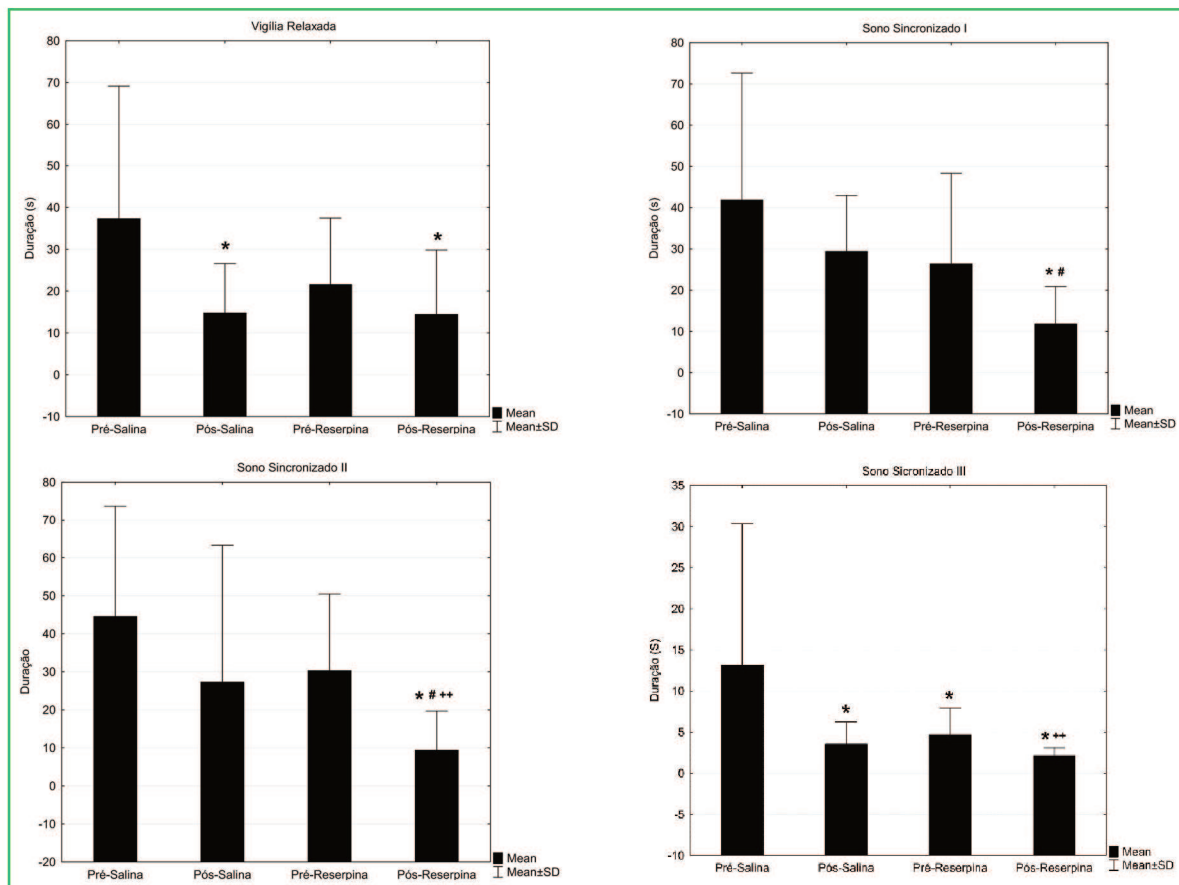 Vigília Relaxada
80
70
60
50
40
30
20
10
0
-10
Duração (s)
*
*
Pré-Salina Pós-Salina Pré-Reserpina Pós-Reserpina
Mean
Mean±SD
Sono Sincronizado I
80
70
60
50
40
30
20
10
0
-10
Duração (s)
* #
Pré-Salina Pós-Salina Pré-Reserpina Pós-Reserpina
Mean
Mean±SD
Sono Sincronizado II
80
70
60
50
40
30
20
10
0
-10
-20
Duração
* # ++
Pré-Salina Pós-Salina Pré-Reserpina Pós-Reserpina
Mean
Mean±SD
Sono Sicronizado III
35
30
25
20
15
10
5
0
-5
-10
Duração (S)
*
*
* ++
Pré-Salina Pós-Salina Pré-Reserpina Pós-Reserpina
Mean
Mean±SD